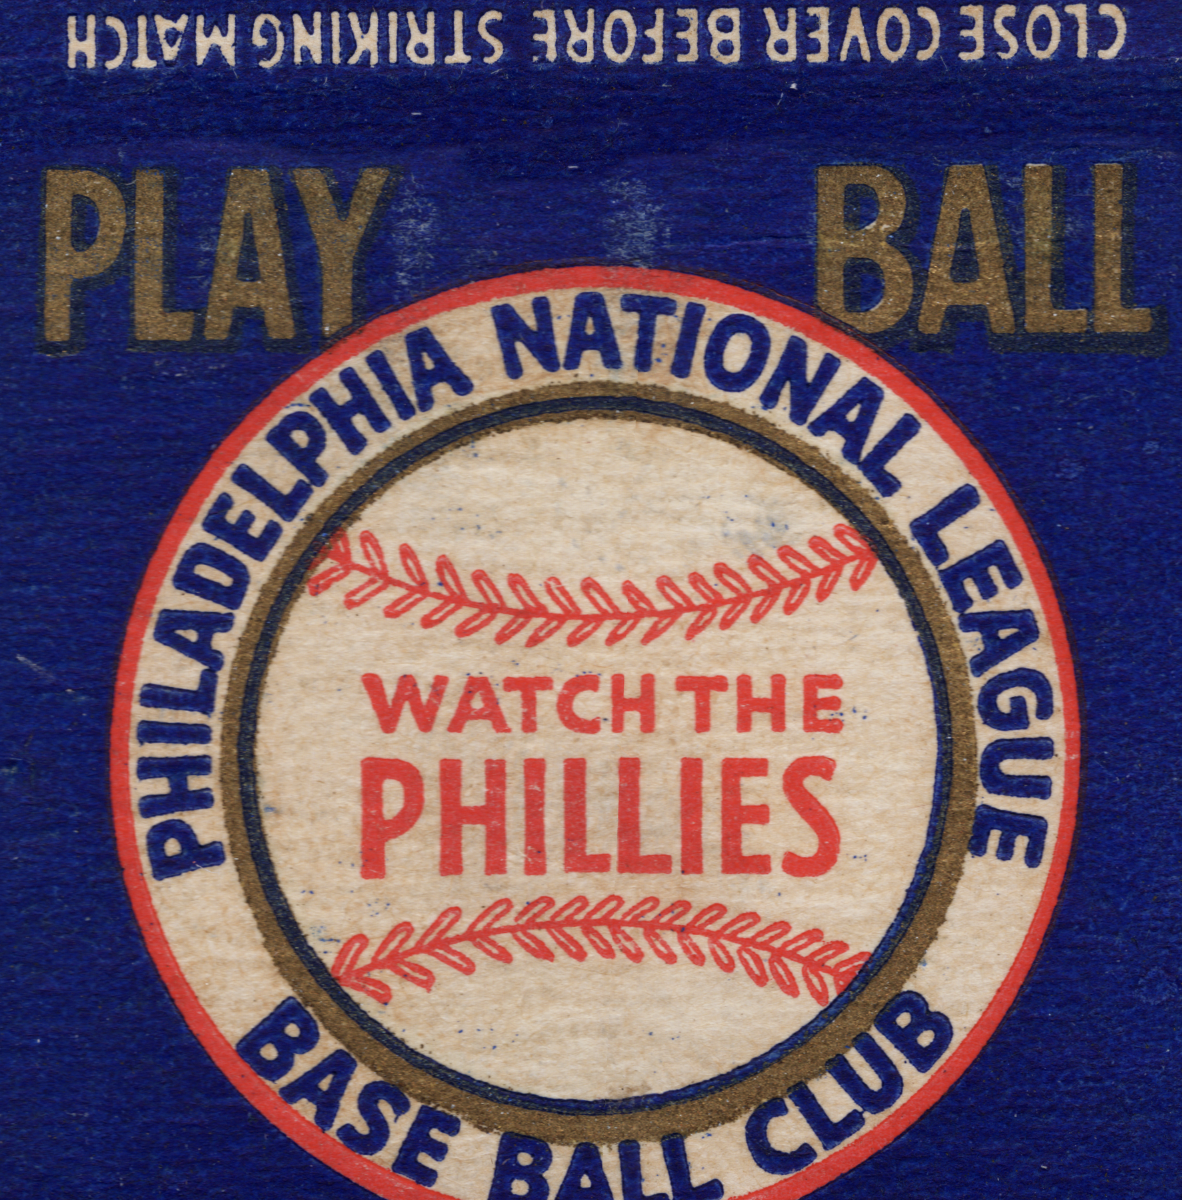 CLOSE COVER BEFORE STRIKING MATCH
PLAY BALL
PHILADELPHIA NATIONAL LEAGUE
WATCH THE
PHILLIES
BASE BALL CLUB